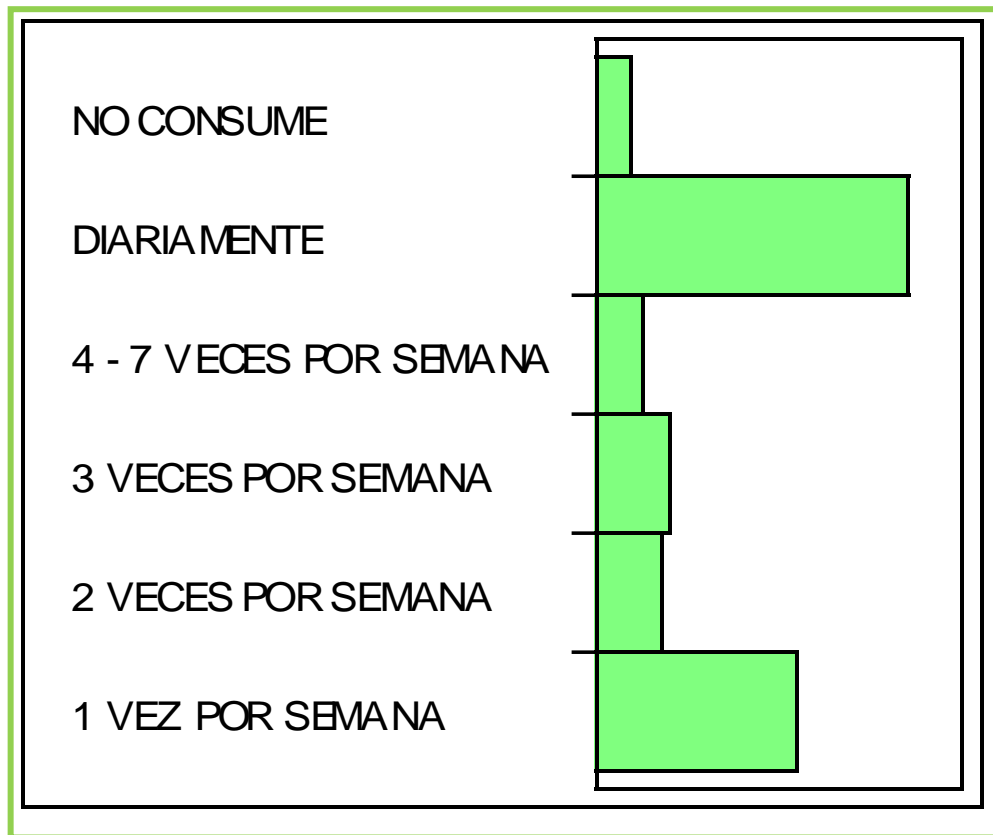 NO CONSUME
DIARIAMENTE
4 - 7 VECES POR SEMANA
3 VECES POR SEMANA
2 VECES POR SEMANA
1 VEZ POR SEMANA